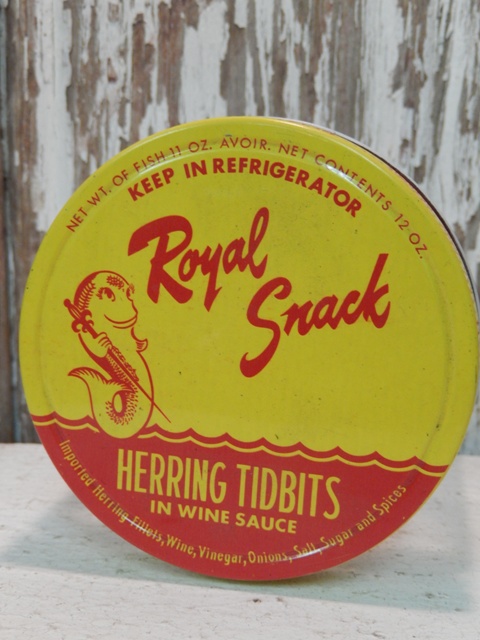 NET WT. OF FISH 11 OZ. AVOIR. NET CONTENTS 12 OZ.
KEEP IN REFRIGERATOR
Royal
Snack
HERRING TIDBITS
IN WINE SAUCE
Imported Herring Fillets, Wine, Vinegar, Onions, Salt, Sugar and Spices